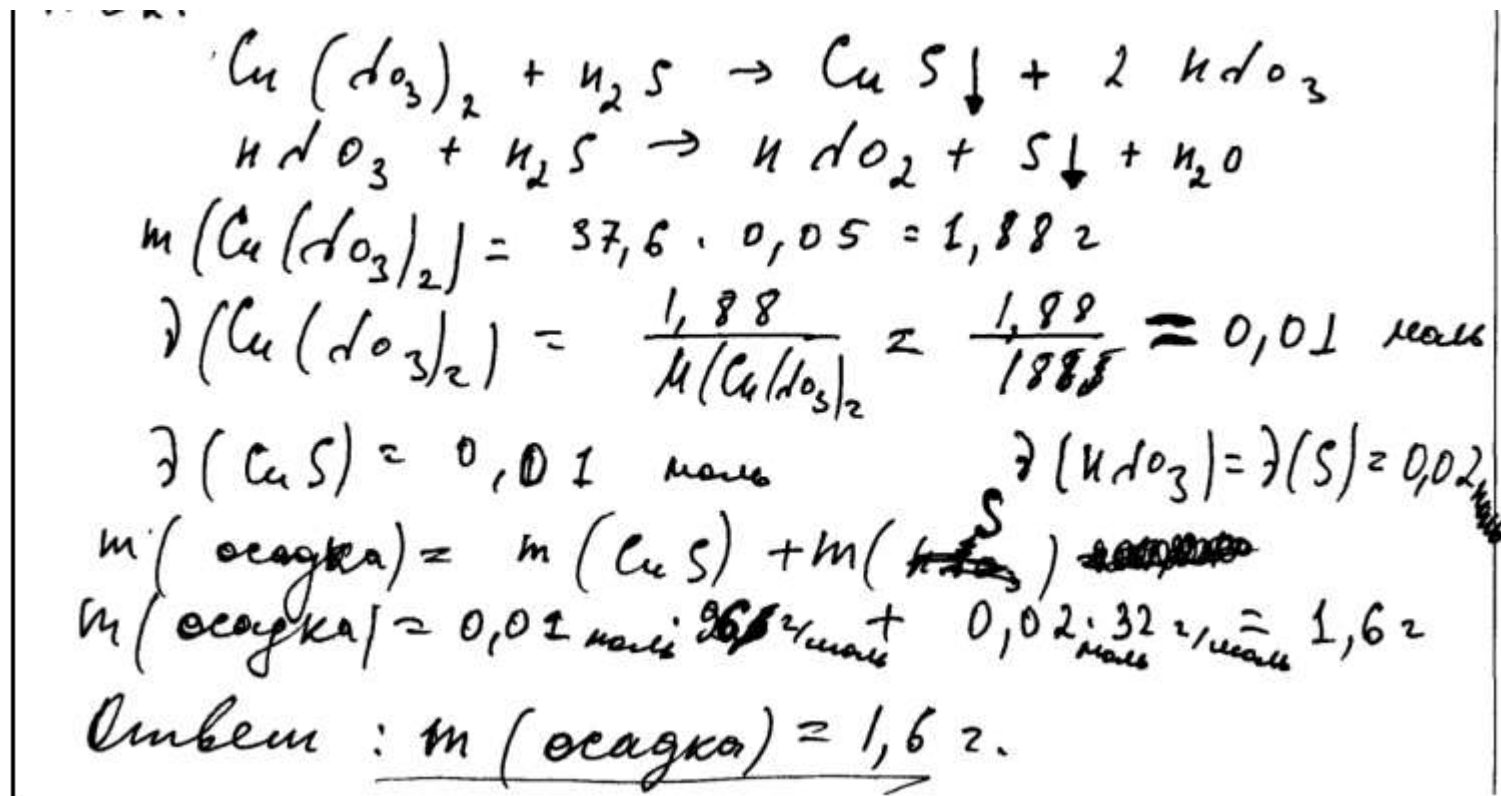 Cu(NO₃)₂ + H₂S → CuS↓ + 2 HNO₃
HNO₃ + H₂S → HNO₂ + S↓ + H₂O
m(Cu(NO₃)₂) = 37,6 · 0,05 = 1,88 г
ν(Cu(NO₃)₂) = 1,88 / M(Cu(NO₃)₂ = 1,88 / 188 = 0,01 моль
ν(CuS) = 0,01 моль ν(HNO₃) = ν(S) = 0,02 моль
m(осадка) = m(CuS) + m(S)
m(осадка) = 0,01 моль · 96 г/моль + 0,02 моль · 32 г/моль = 1,6 г
Ответ : m(осадка) = 1,6 г.